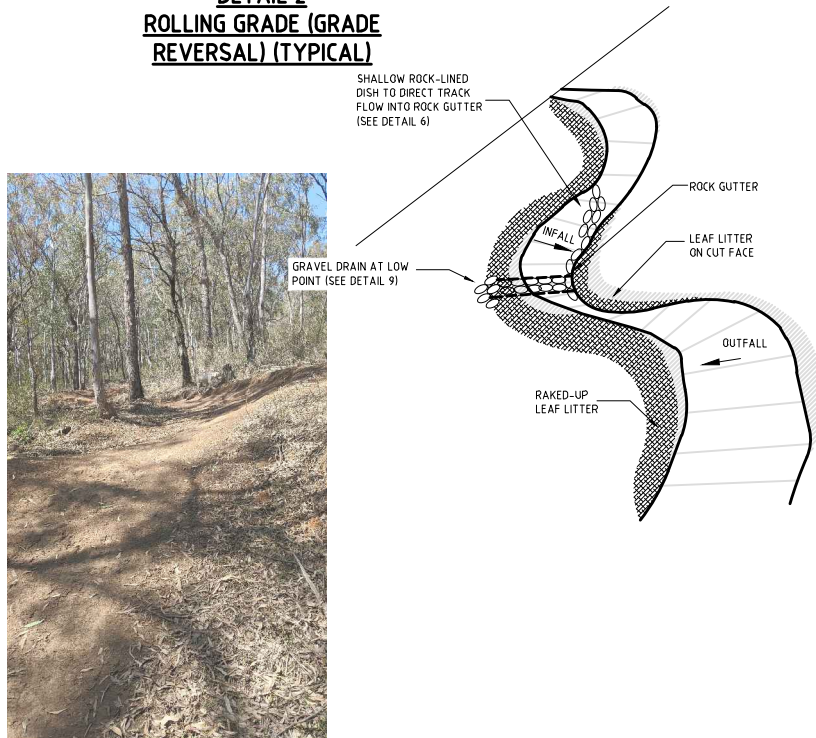 DETAIL 2
ROLLING GRADE (GRADE
REVERSAL) (TYPICAL)
SHALLOW ROCK-LINED
DISH TO DIRECT TRACK
FLOW INTO ROCK GUTTER
(SEE DETAIL 6)
ROCK GUTTER
INFALL
LEAF LITTER
ON CUT FACE
GRAVEL DRAIN AT LOW
POINT (SEE DETAIL 9)
OUTFALL
RAKED-UP
LEAF LITTER